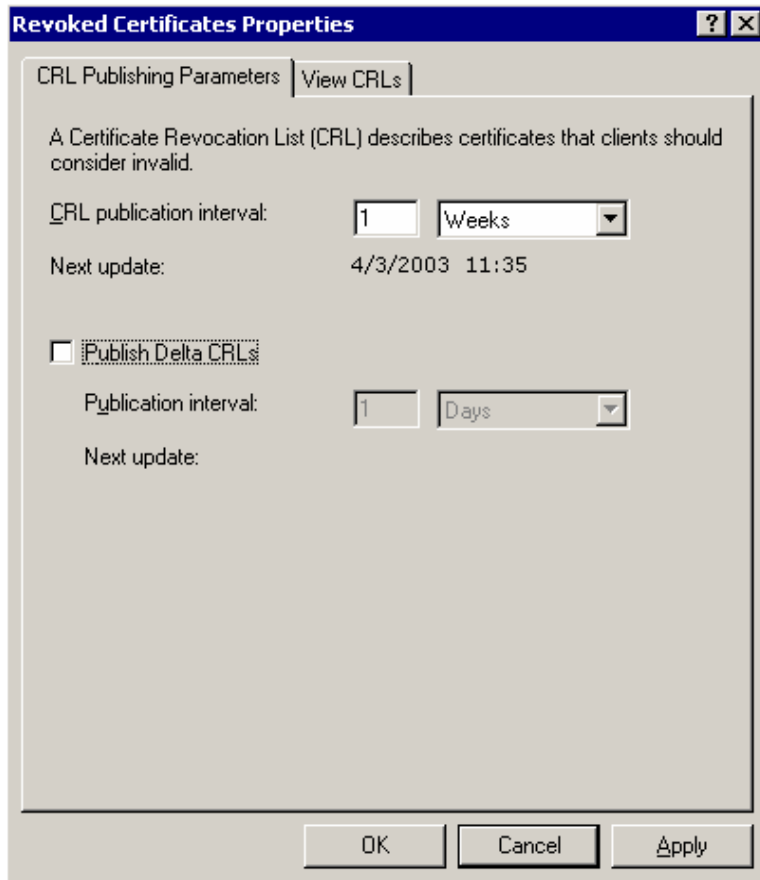 Revoked Certificates Properties
CRL Publishing Parameters
View CRLs
A Certificate Revocation List (CRL) describes certificates that clients should
consider invalid.
CRL publication interval: 1 Weeks
Next update: 4/3/2003 11:35
Publish Delta CRLs
Publication interval: 1 Days
Next update:
OK
Cancel
Apply